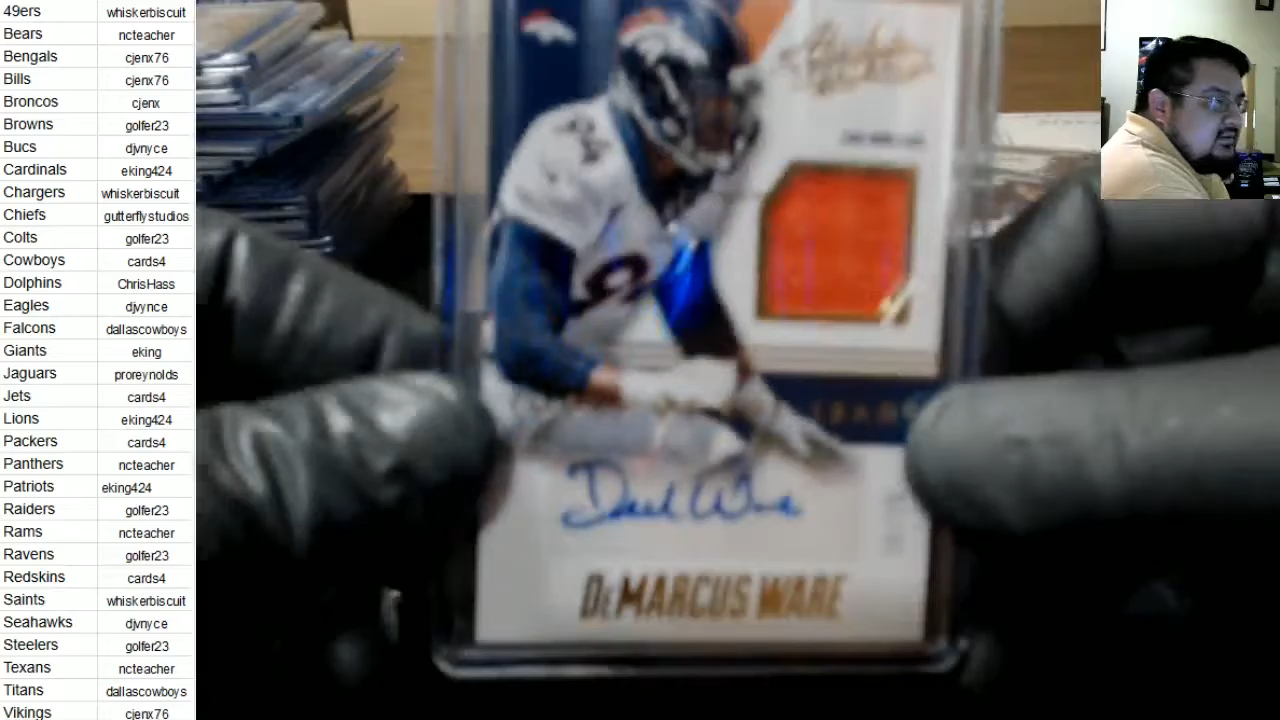 49ers whiskerbiscuit
Bears ncteacher
Bengals cjenx76
Bills cjenx76
Broncos cjenx
Browns golfer23
Bucs djvnyce
Cardinals eking424
Chargers whiskerbiscuit
Chiefs gutterflystudios
Colts golfer23
Cowboys cards4
Dolphins ChrisHass
Eagles djvynce
Falcons dallascowboys
Giants eking
Jaguars proreynolds
Jets cards4
Lions eking424
Packers cards4
Panthers ncteacher
Patriots eking424
Raiders golfer23
Rams ncteacher
Ravens golfer23
Redskins cards4
Saints whiskerbiscuit
Seahawks djvnyce
Steelers golfer23
Texans ncteacher
Titans dallascowboys
Vikings cjenx76
94
DeMARCUS WARE